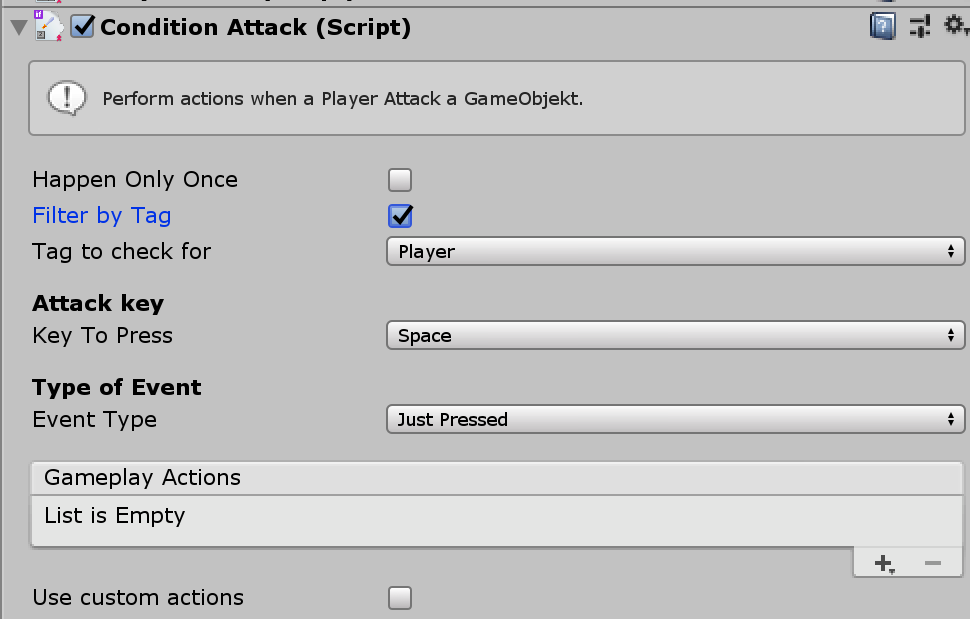 Condition Attack (Script)
Perform actions when a Player Attack a GameObjekt.
Happen Only Once
Filter by Tag
Tag to check for
Player
Attack key
Key To Press
Space
Type of Event
Event Type
Just Pressed
Gameplay Actions
List is Empty
Use custom actions